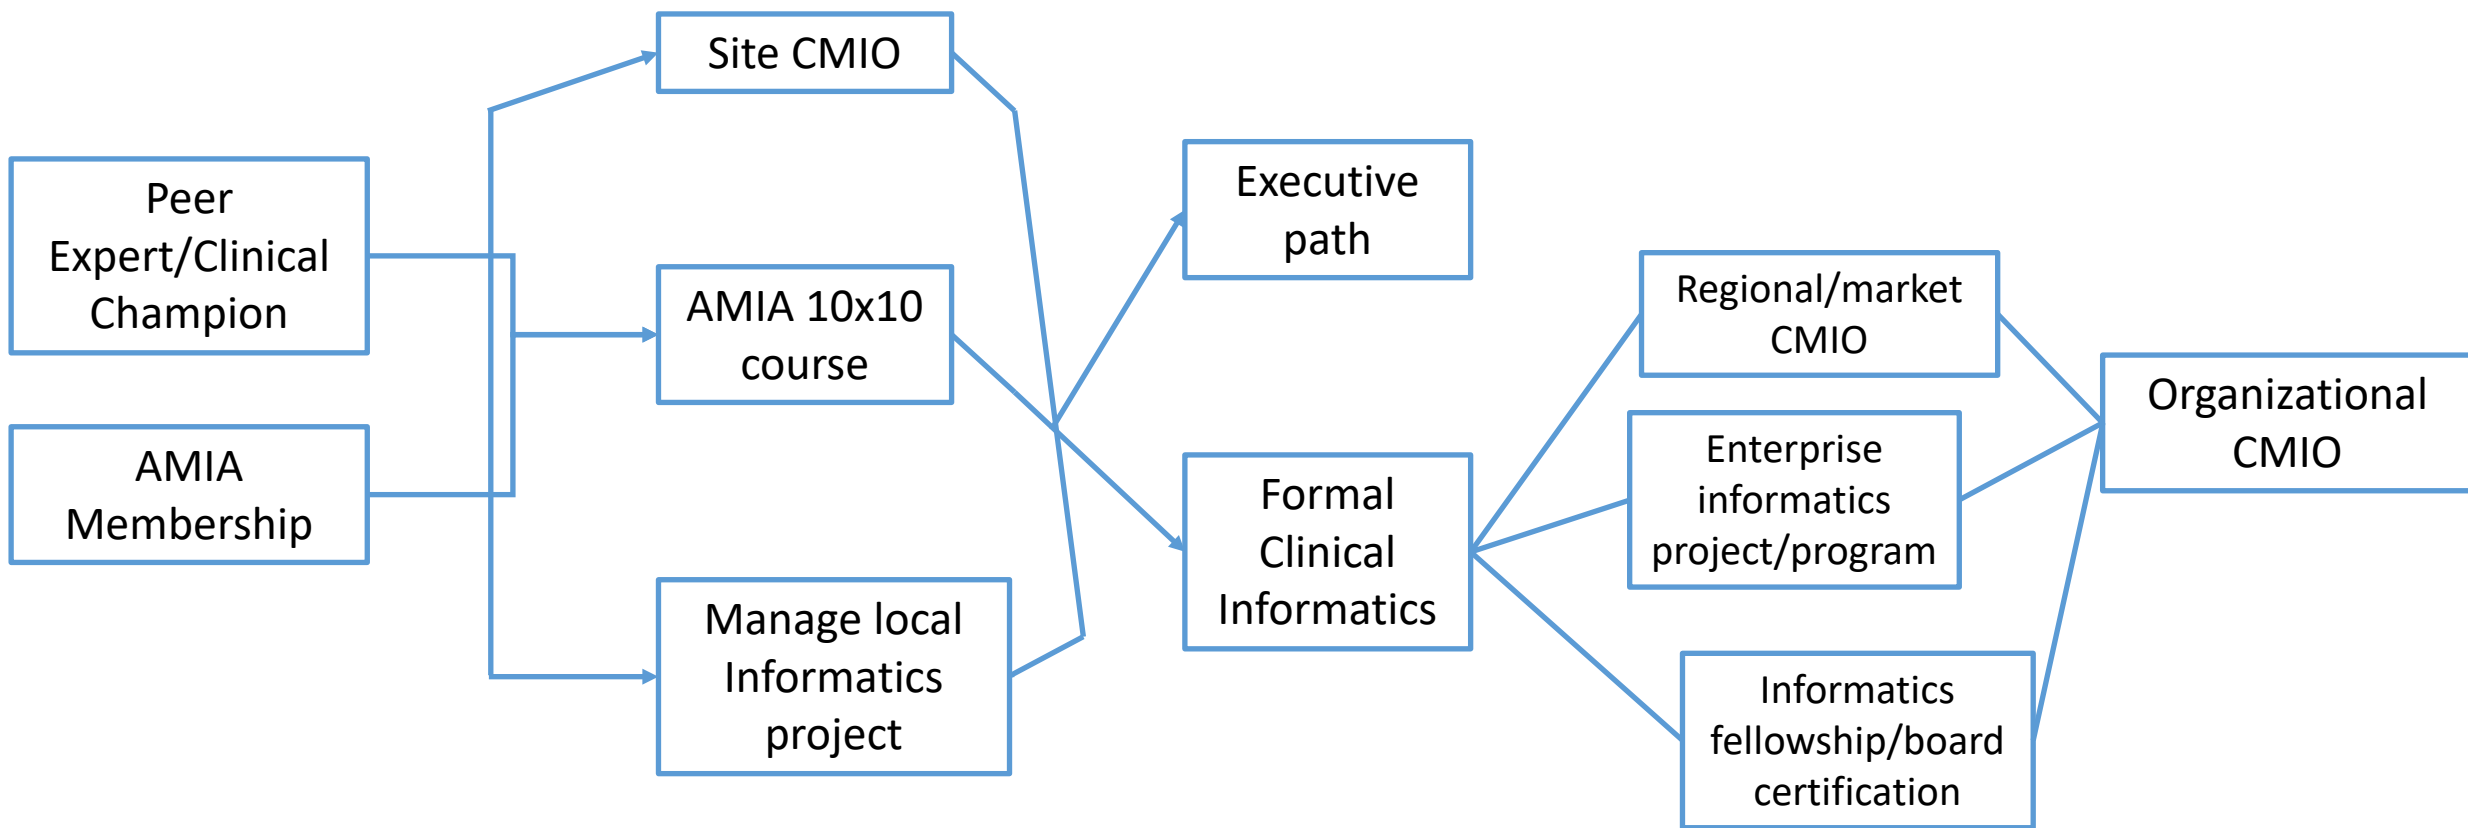 Peer
Expert/Clinical
Champion
AMIA
Membership
Site CMIO
AMIA 10x10
course
Manage local
Informatics
project
Executive
path
Formal
Clinical
Informatics
Regional/market
CMIO
Enterprise
informatics
project/program
Informatics
fellowship/board
certification
Organizational
CMIO